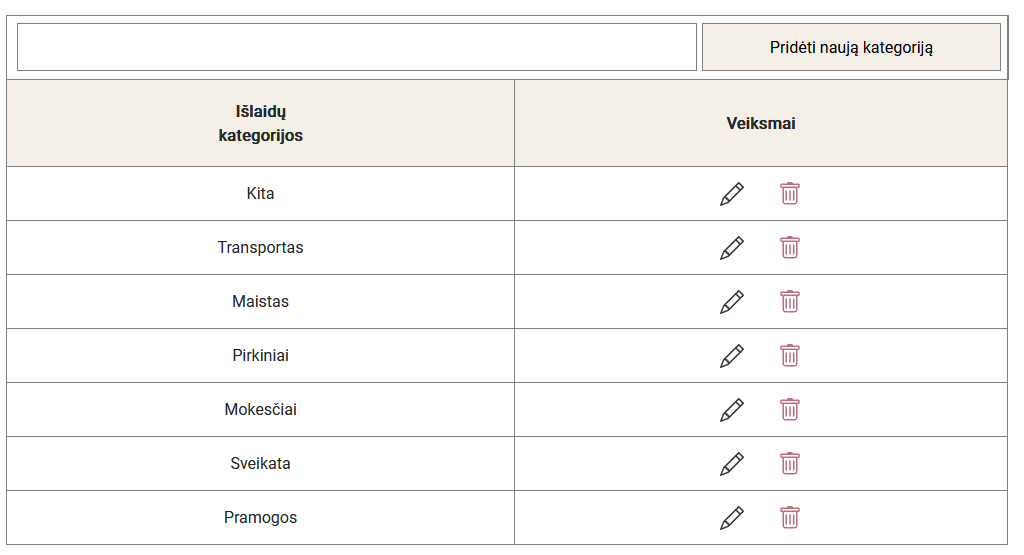 Pridėti naują kategoriją
Išlaidų
kategorijos
Veiksmai
Kita
Transportas
Maistas
Pirkiniai
Mokesčiai
Sveikata
Pramogos